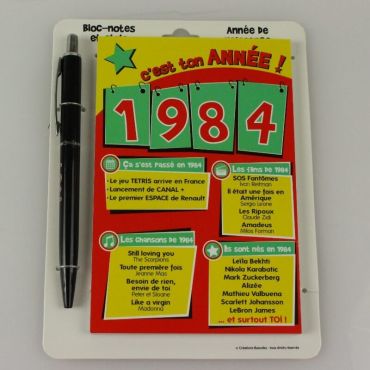 Bloc-notes
Année de
c'est ton ANNÉE !
1984
Ça s'est passé en 1984
• Le jeu TETRIS arrive en France
• Lancement de CANAL +
• Le premier ESPACE de Renault
Les films de 1984
SOS Fantômes
Ivan Reitman
Il était une fois en
Amérique
Sergio Leone
Les Ripoux
Claude Zidi
Amadeus
Milos Forman
Les chansons de 1984
Still loving you
The Scorpions
Toute première fois
Jeanne Mas
Besoin de rien,
envie de toi
Peter et Sloane
Like a virgin
Madonna
Ils sont nés en 1984
Leïla Bekhti
Nikola Karabatic
Mark Zuckerberg
Alizée
Mathieu Valbuena
Scarlett Johansson
LeBron James
... et surtout TOI !